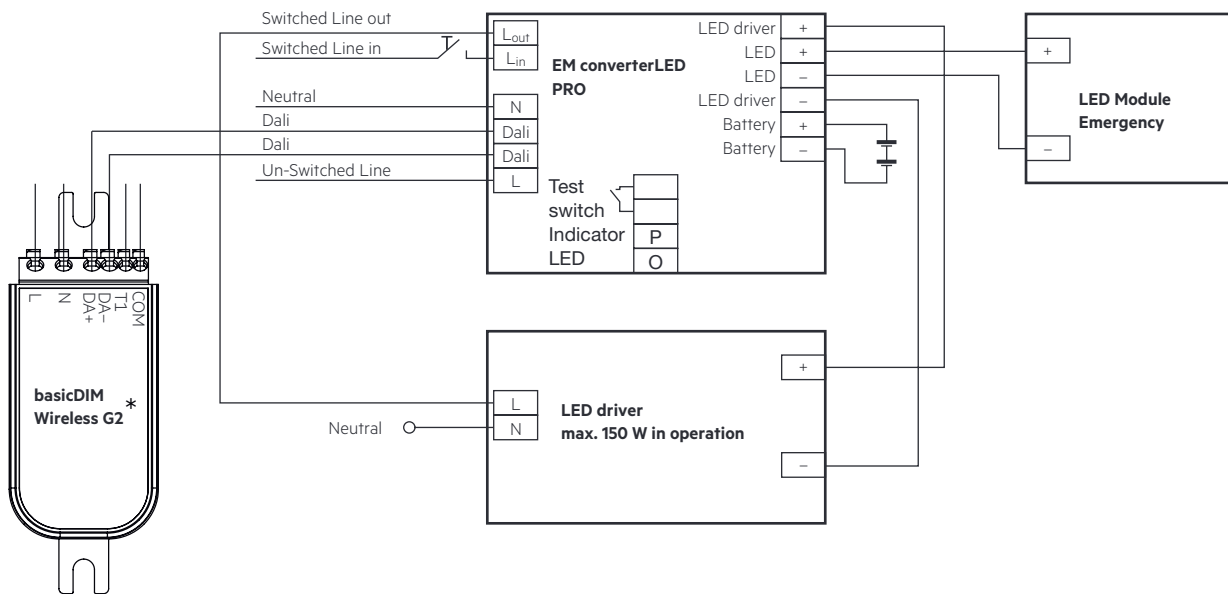 Switched Line out
Switched Line in
Neutral
Dali
Dali
Un-Switched Line
Lout
Lin
N
Dali
Dali
L
EM converterLED
PRO
Test
switch
Indicator
LED
P
O
LED driver +
LED +
LED –
LED driver –
Battery +
Battery –
+
–
LED Module
Emergency
L
N
DA+
DA–
T1
COM
basicDIM
Wireless G2 *
Neutral
L
N
LED driver
max. 150 W in operation
+
–